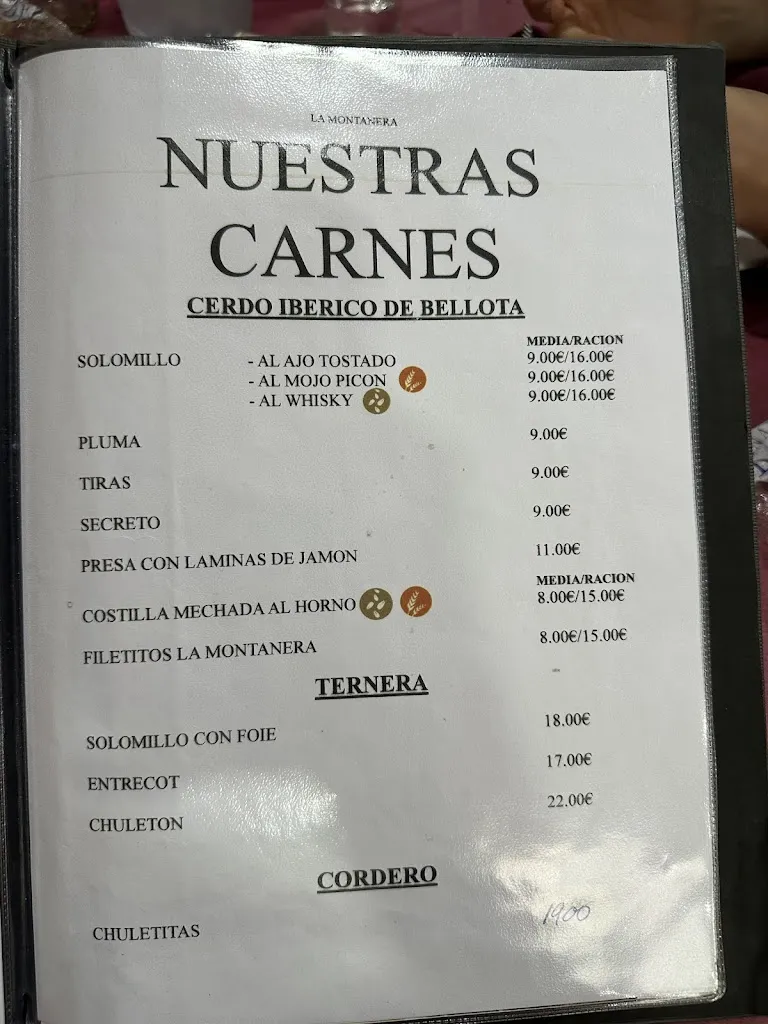 LA MONTANERA
NUESTRAS
CARNES
CERDO IBERICO DE BELLOTA
MEDIA/RACION
SOLOMILLO - AL AJO TOSTADO 9.00€/16.00€
- AL MOJO PICON 9.00€/16.00€
- AL WHISKY 9.00€/16.00€
PLUMA 9.00€
TIRAS 9.00€
SECRETO 9.00€
PRESA CON LAMINAS DE JAMON 11.00€
MEDIA/RACION
COSTILLA MECHADA AL HORNO 8.00€/15.00€
FILETITOS LA MONTANERA 8.00€/15.00€
TERNERA
SOLOMILLO CON FOIE 18.00€
ENTRECOT 17.00€
CHULETON 22.00€
CORDERO
CHULETITAS 19,00